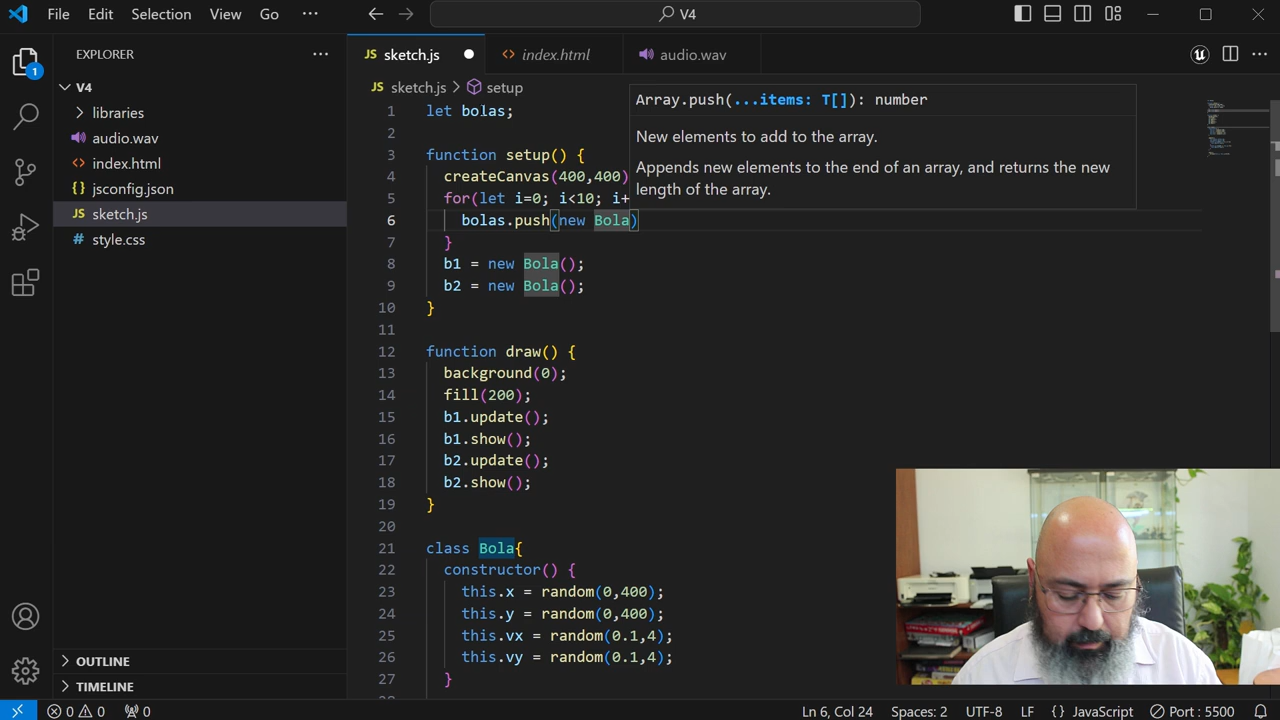 File Edit Selection View Go ··· V4
EXPLORER ···
sketch.js index.html audio.wav ···
V4
sketch.js > setup
libraries
audio.wav
index.html
jsconfig.json
sketch.js
style.css
1
Array.push(...items: T[]): number
New elements to add to the array.
Appends new elements to the end of an array, and returns the new
length of the array.
1 let bolas;
2
3 function setup() {
4 createCanvas(400,400)
5 for(let i=0; i<10; i+
6 bolas.push(new Bola)
7 }
8 b1 = new Bola();
9 b2 = new Bola();
10 }
11
12 function draw() {
13 background(0);
14 fill(200);
15 b1.update();
16 b1.show();
17 b2.update();
18 b2.show();
19 }
20
21 class Bola{
22 constructor() {
23 this.x = random(0,400);
24 this.y = random(0,400);
25 this.vx = random(0.1,4);
26 this.vy = random(0.1,4);
27 }
OUTLINE
TIMELINE
0 0 0 Ln 6, Col 24 Spaces: 2 UTF-8 LF {} JavaScript Port : 5500